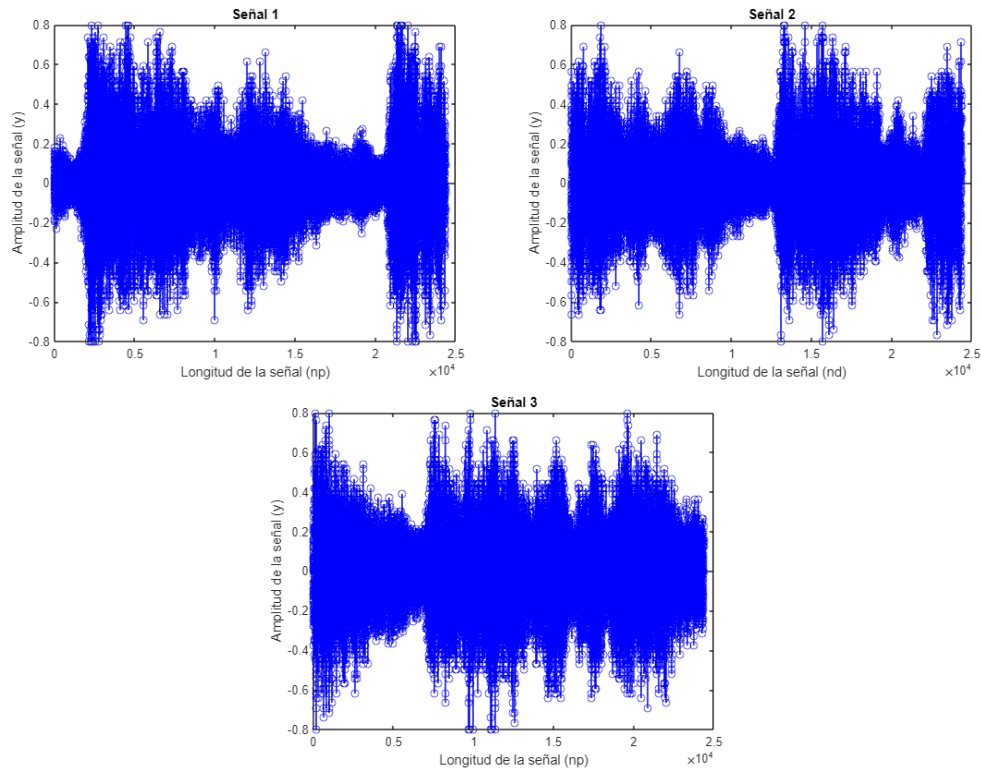 Señal 1
0.8
0.6
0.4
0.2
0
-0.2
-0.4
-0.6
-0.8
Amplitud de la señal (y)
0 0.5 1 1.5 2 2.5
Longitud de la señal (np)
×10⁴
Señal 2
0.8
0.6
0.4
0.2
0
-0.2
-0.4
-0.6
-0.8
Amplitud de la señal (y)
0 0.5 1 1.5 2 2.5
Longitud de la señal (nd)
×10⁴
Señal 3
0.8
0.6
0.4
0.2
0
-0.2
-0.4
-0.6
-0.8
Amplitud de la señal (y)
0 0.5 1 1.5 2 2.5
Longitud de la señal (np)
×10⁴